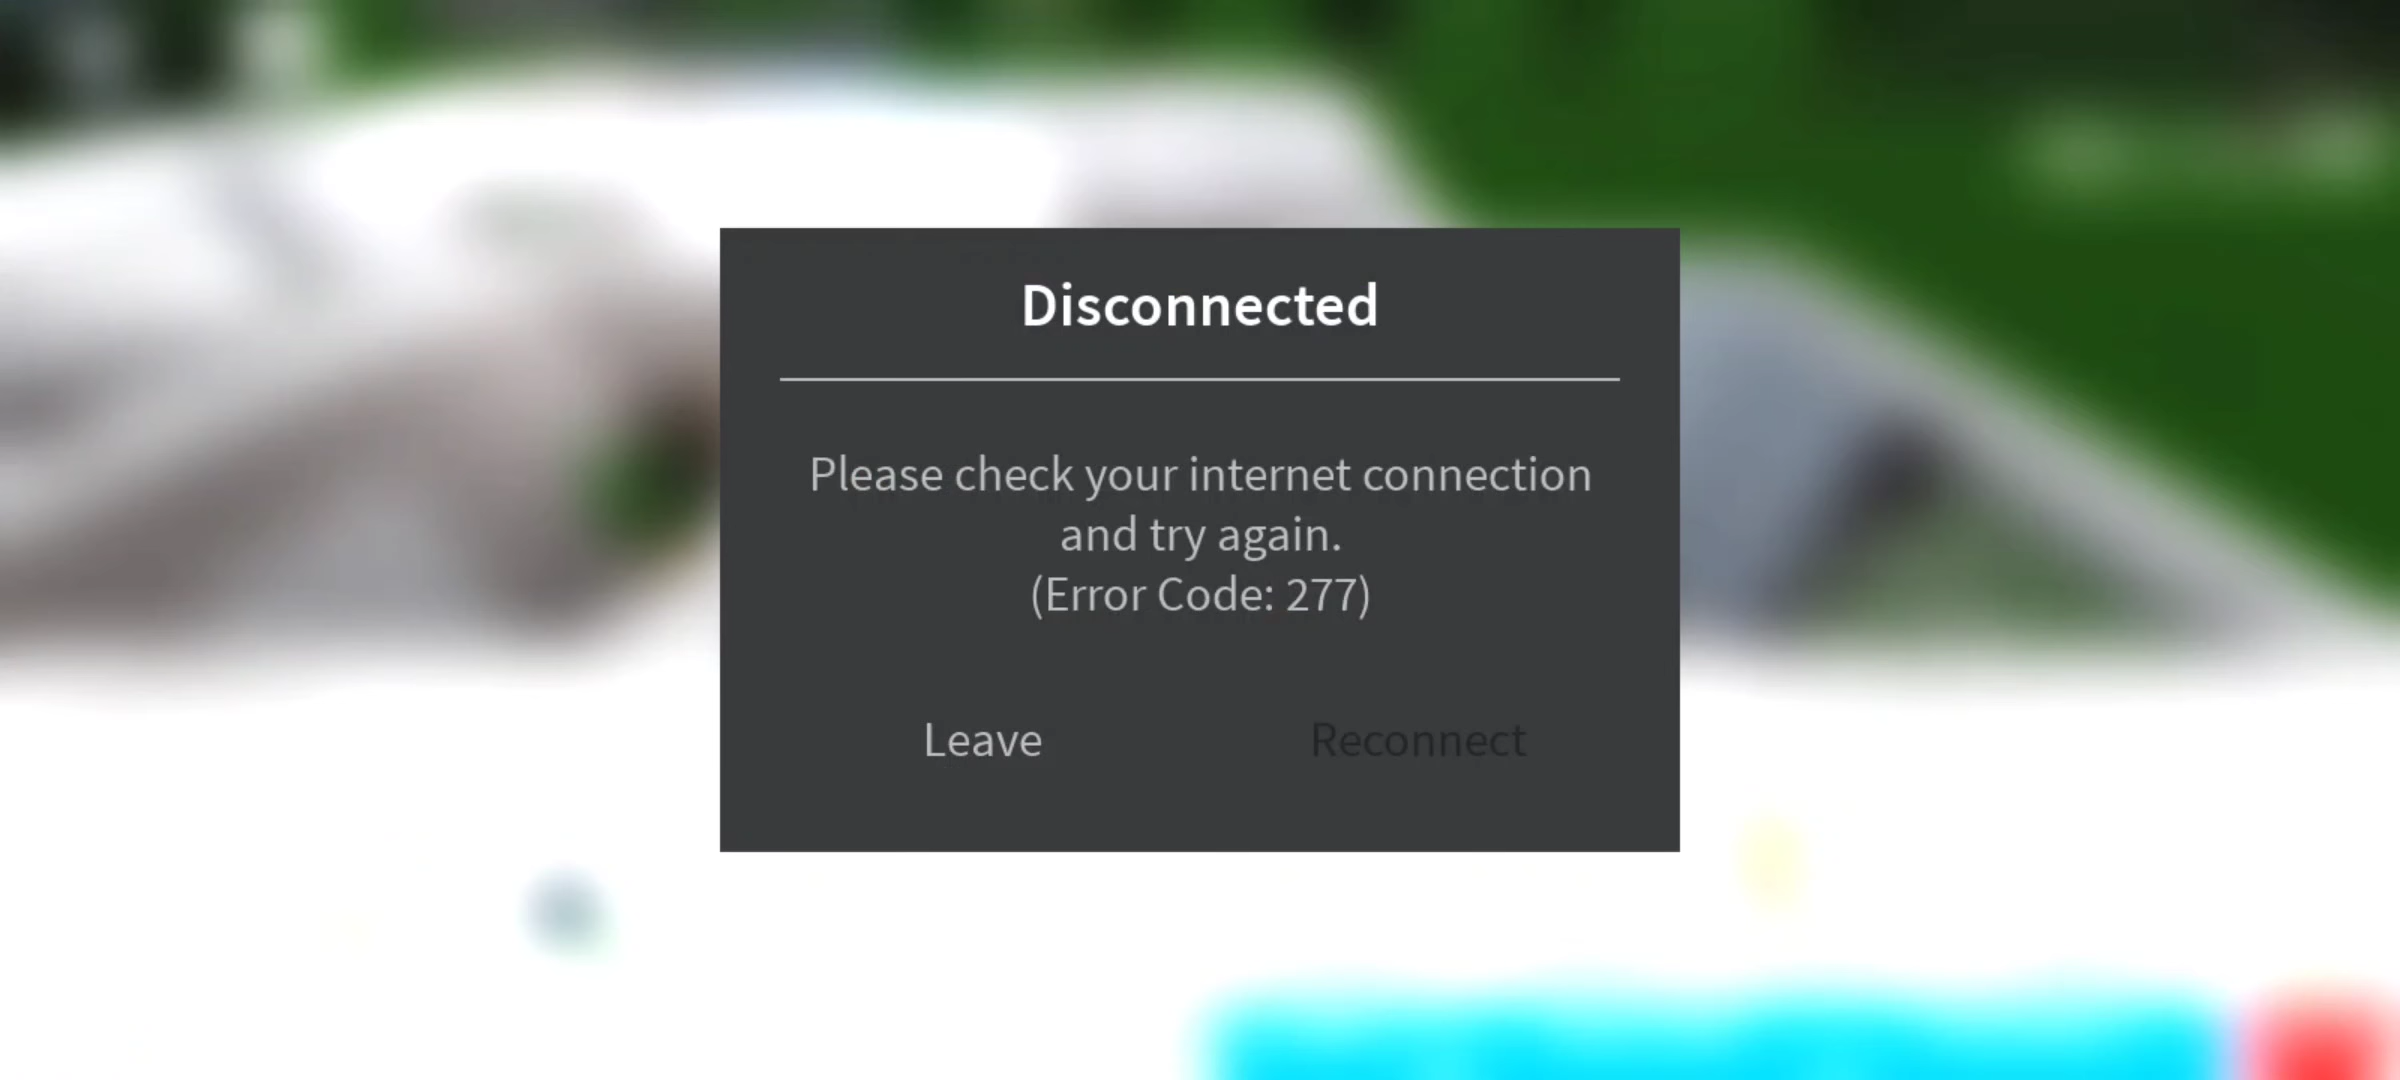 Disconnected
Please check your internet connection
and try again.
(Error Code: 277)
Leave
Reconnect